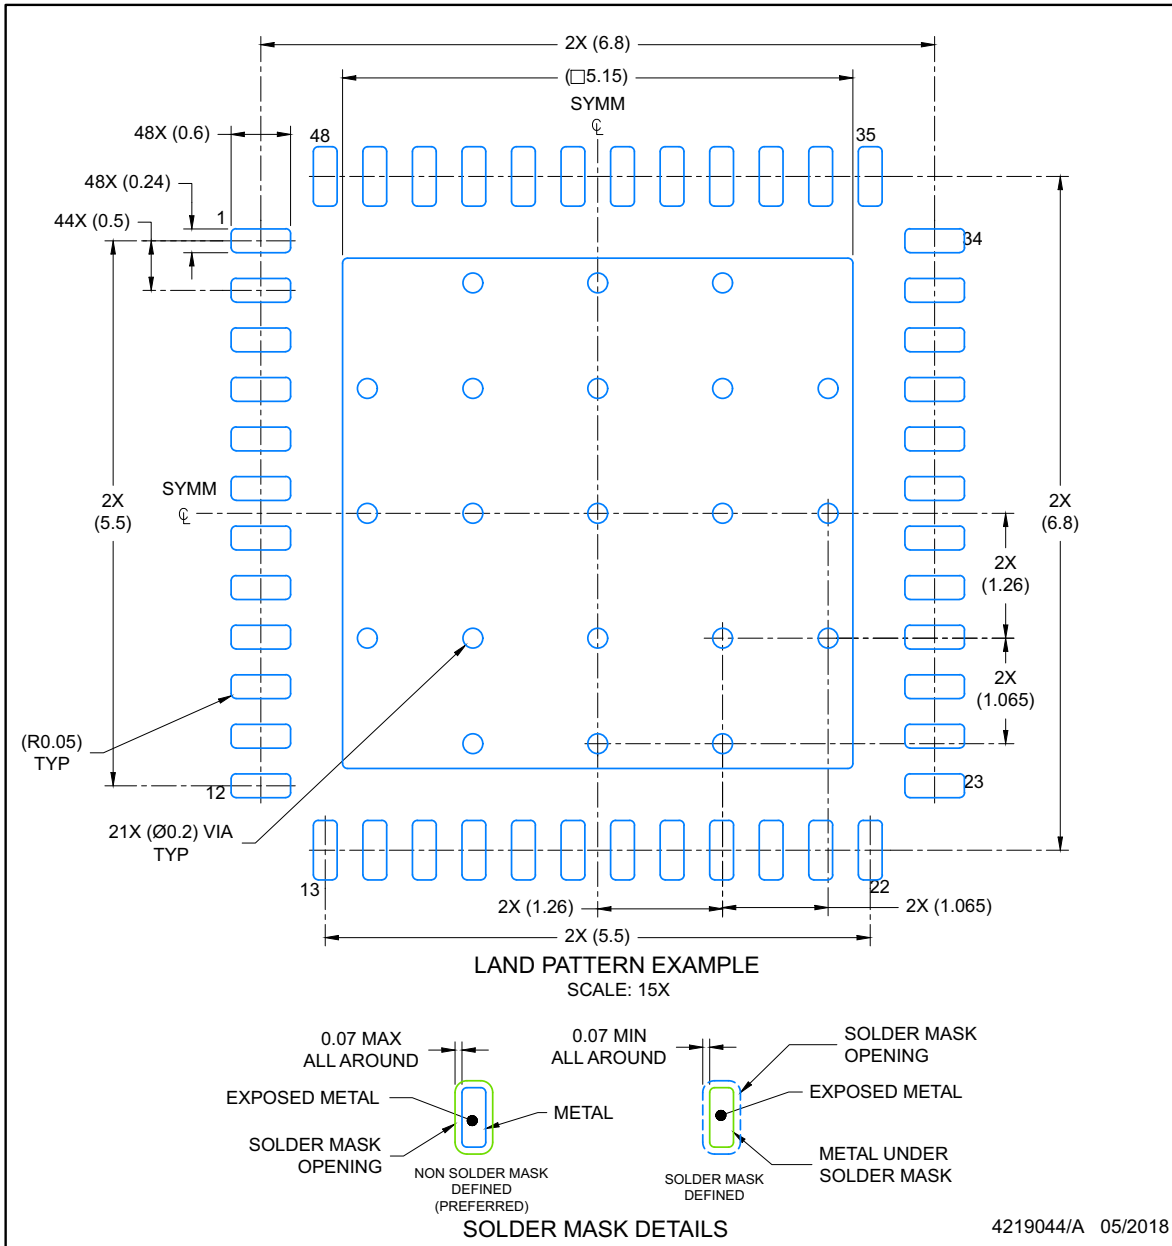 2X (6.8)
(□5.15)
SYMM
℄
48X (0.6)
48
35
48X (0.24)
1
44X (0.5)
34
SYMM
℄
2X
(5.5)
2X
(6.8)
2X
(1.26)
2X
(1.065)
(R0.05)
TYP
12
23
21X (Ø0.2) VIA
TYP
13
22
2X (1.26)
2X (1.065)
2X (5.5)
LAND PATTERN EXAMPLE
SCALE: 15X
0.07 MAX
ALL AROUND
EXPOSED METAL
METAL
SOLDER MASK
OPENING
NON SOLDER MASK
DEFINED
(PREFERRED)
0.07 MIN
ALL AROUND
SOLDER MASK
OPENING
EXPOSED METAL
METAL UNDER
SOLDER MASK
SOLDER MASK
DEFINED
SOLDER MASK DETAILS
4219044/A 05/2018